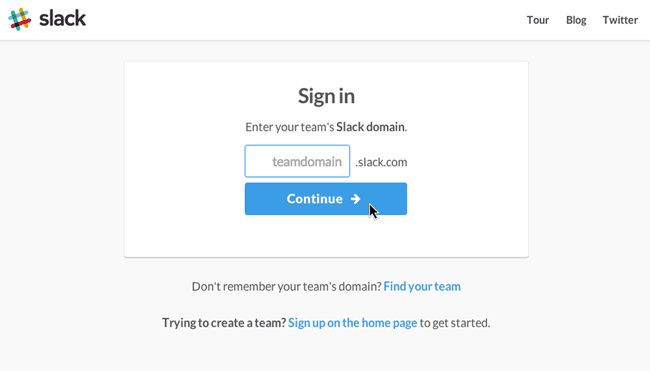 slack
Tour Blog Twitter
Sign in
Enter your team's Slack domain.
teamdomain .slack.com
Continue →
Don't remember your team's domain? Find your team
Trying to create a team? Sign up on the home page to get started.